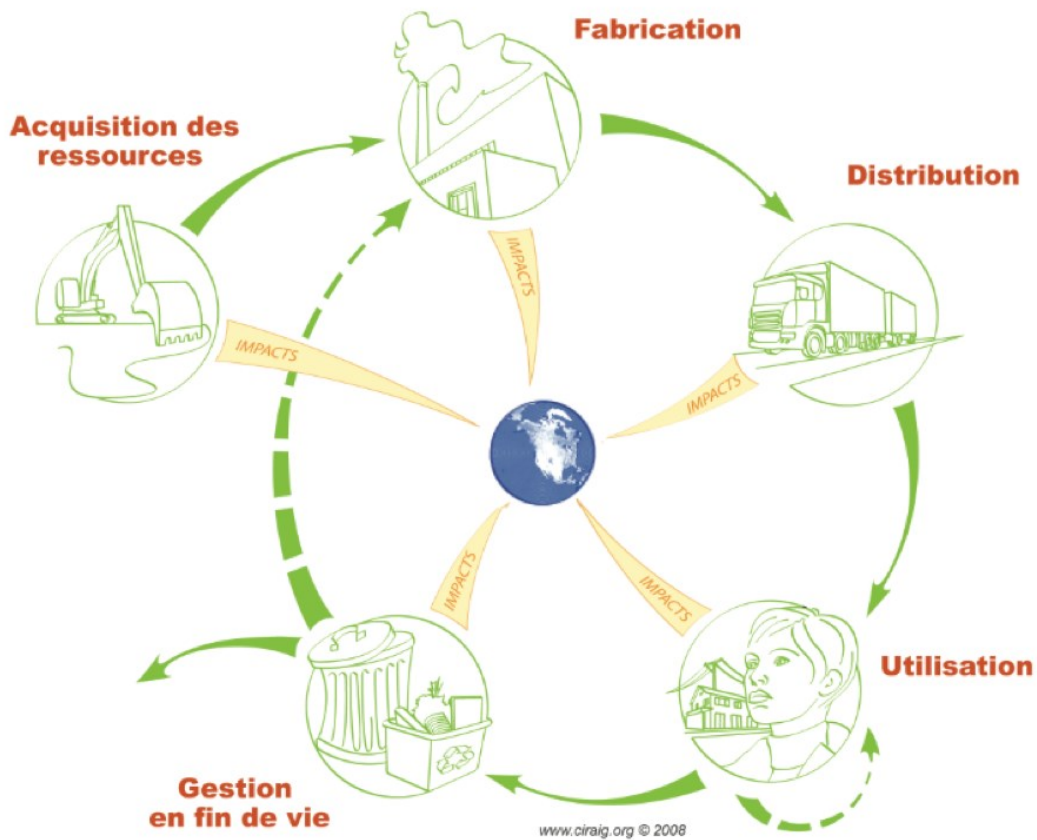 Fabrication
Acquisition des
ressources
Distribution
IMPACTS
IMPACTS
IMPACTS
IMPACTS
IMPACTS
Utilisation
Gestion
en fin de vie
www.ciraig.org © 2008